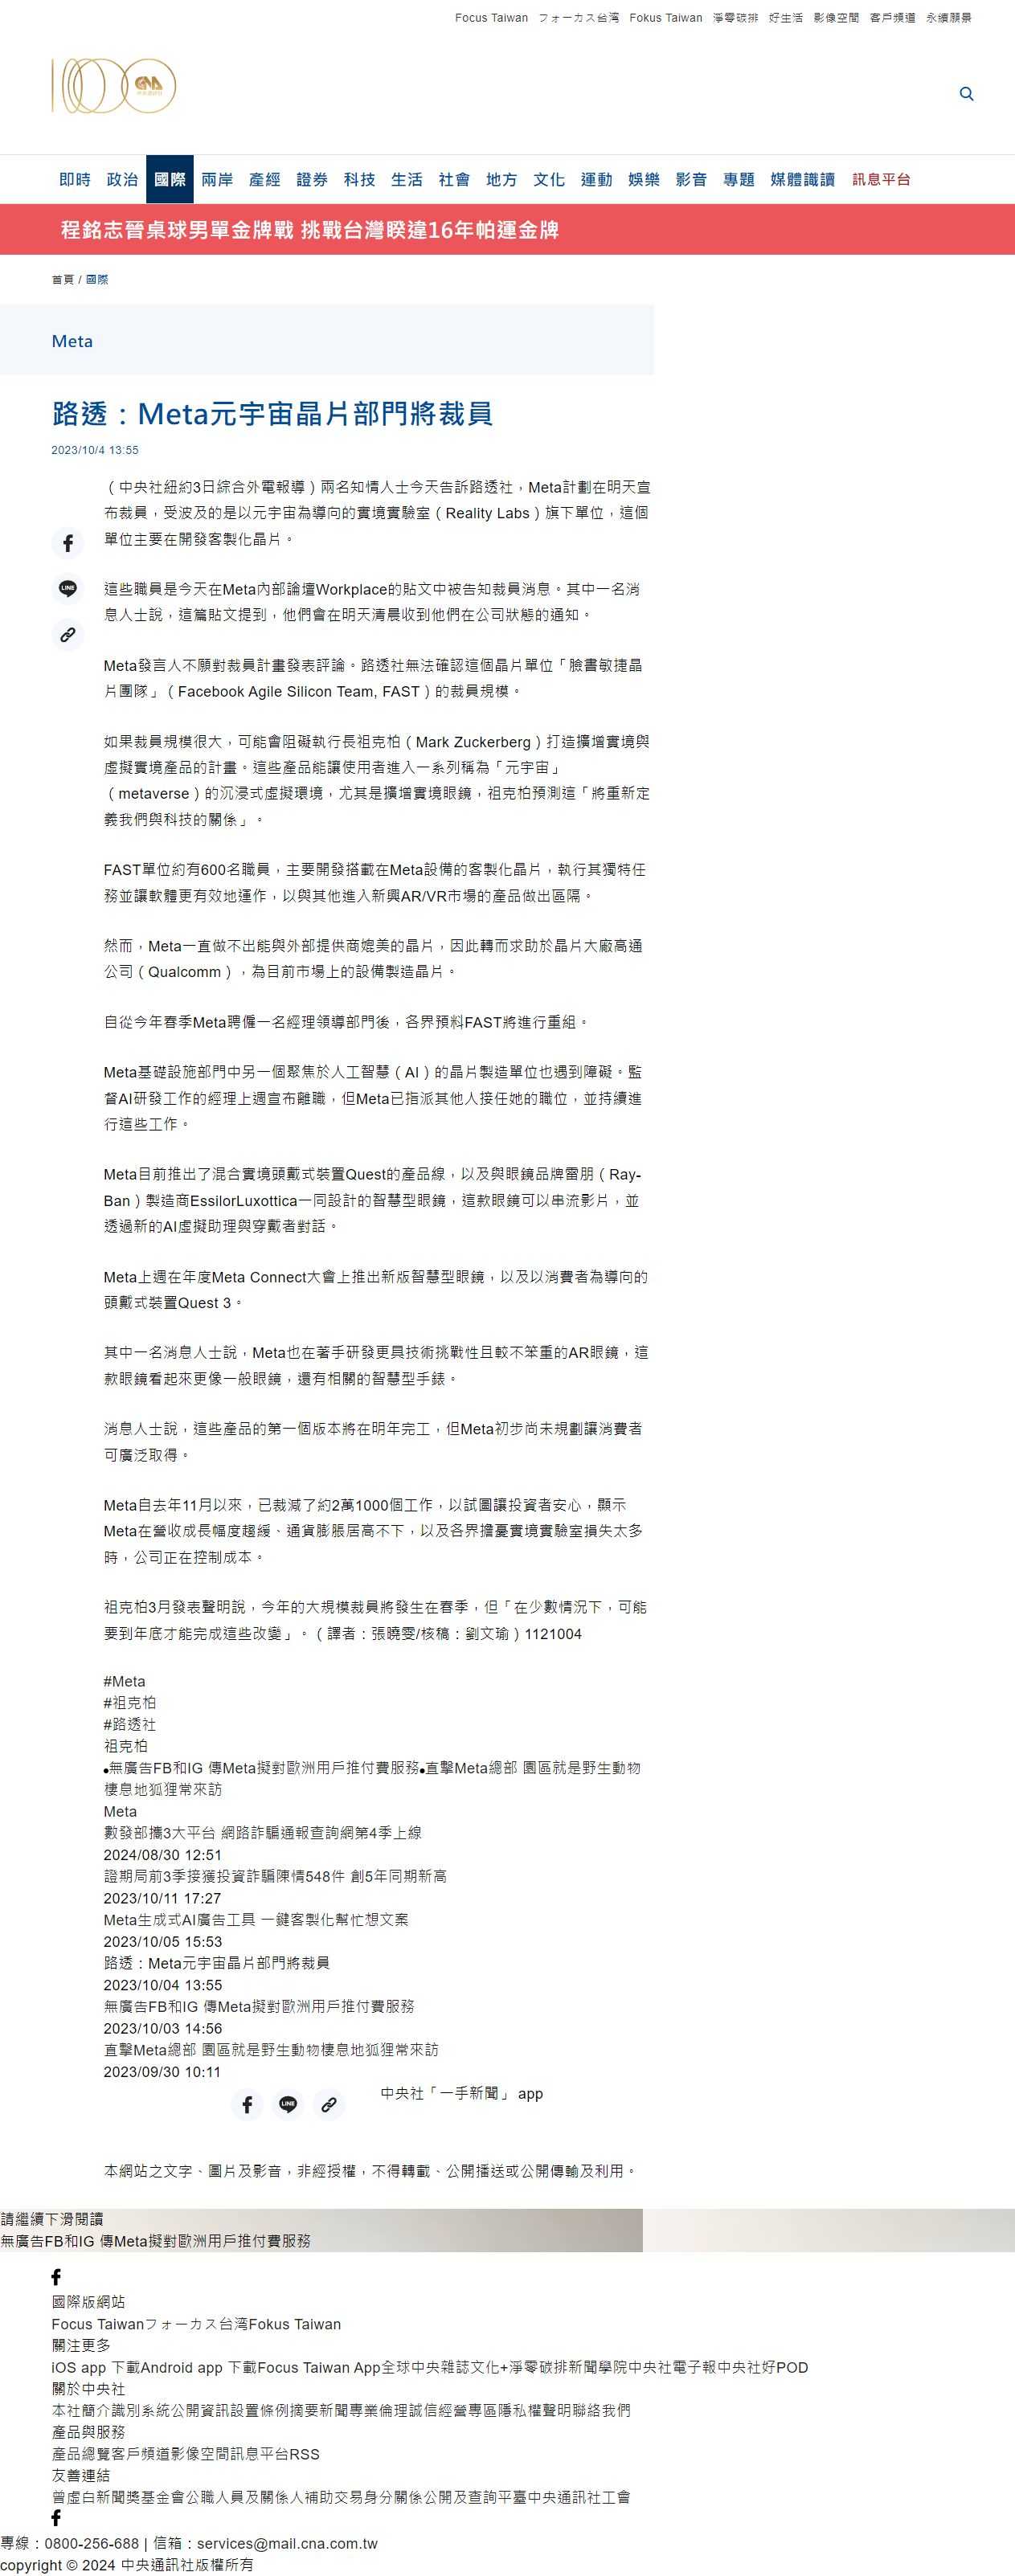 Focus Taiwan フォーカス台湾 Fokus Taiwan 淨零碳排 好生活 影像空間 客戶頻道 永續願景
100 CNA 中央通訊社
即時 政治 國際 兩岸 產經 證券 科技 生活 社會 地方 文化 運動 娛樂 影音 專題 媒體識讀 訊息平台
程銘志晉桌球男單金牌戰 挑戰台灣睽違16年帕運金牌
首頁 / 國際
Meta
路透：Meta元宇宙晶片部門將裁員
2023/10/4 13:55
（中央社紐約3日綜合外電報導）兩名知情人士今天告訴路透社，Meta計劃在明天宣
布裁員，受波及的是以元宇宙為導向的實境實驗室（Reality Labs）旗下單位，這個
單位主要在開發客製化晶片。
這些職員是今天在Meta內部論壇Workplace的貼文中被告知裁員消息。其中一名消
息人士說，這篇貼文提到，他們會在明天清晨收到他們在公司狀態的通知。
LINE
Meta發言人不願對裁員計畫發表評論。路透社無法確認這個晶片單位「臉書敏捷晶
片團隊」（Facebook Agile Silicon Team, FAST）的裁員規模。
如果裁員規模很大，可能會阻礙執行長祖克柏（Mark Zuckerberg）打造擴增實境與
虛擬實境產品的計畫。這些產品能讓使用者進入一系列稱為「元宇宙」
（metaverse）的沉浸式虛擬環境，尤其是擴增實境眼鏡，祖克柏預測這「將重新定
義我們與科技的關係」。
FAST單位約有600名職員，主要開發搭載在Meta設備的客製化晶片，執行其獨特任
務並讓軟體更有效地運作，以與其他進入新興AR/VR市場的產品做出區隔。
然而，Meta一直做不出能與外部提供商媲美的晶片，因此轉而求助於晶片大廠高通
公司（Qualcomm），為目前市場上的設備製造晶片。
自從今年春季Meta聘僱一名經理領導部門後，各界預料FAST將進行重組。
Meta基礎設施部門中另一個聚焦於人工智慧（AI）的晶片製造單位也遇到障礙。監
督AI研發工作的經理上週宣布離職，但Meta已指派其他人接任她的職位，並持續進
行這些工作。
Meta目前推出了混合實境頭戴式裝置Quest的產品線，以及與眼鏡品牌雷朋（Ray-
Ban）製造商EssilorLuxottica一同設計的智慧型眼鏡，這款眼鏡可以串流影片，並
透過新的AI虛擬助理與穿戴者對話。
Meta上週在年度Meta Connect大會上推出新版智慧型眼鏡，以及以消費者為導向的
頭戴式裝置Quest 3。
其中一名消息人士說，Meta也在著手研發更具技術挑戰性且較不笨重的AR眼鏡，這
款眼鏡看起來更像一般眼鏡，還有相關的智慧型手錶。
消息人士說，這些產品的第一個版本將在明年完工，但Meta初步尚未規劃讓消費者
可廣泛取得。
Meta自去年11月以來，已裁減了約2萬1000個工作，以試圖讓投資者安心，顯示
Meta在營收成長幅度趨緩、通貨膨脹居高不下，以及各界擔憂實境實驗室損失太多
時，公司正在控制成本。
祖克柏3月發表聲明說，今年的大規模裁員將發生在春季，但「在少數情況下，可能
要到年底才能完成這些改變」。（譯者：張曉雯/核稿：劉文瑜）1121004
#Meta
#祖克柏
#路透社
祖克柏
●無廣告FB和IG 傳Meta擬對歐洲用戶推付費服務●直擊Meta總部 園區就是野生動物
棲息地狐狸常來訪
Meta
數發部攜3大平台 網路詐騙通報查詢網第4季上線
2024/08/30 12:51
證期局前3季接獲投資詐騙陳情548件 創5年同期新高
2023/10/11 17:27
Meta生成式AI廣告工具 一鍵客製化幫忙想文案
2023/10/05 15:53
路透：Meta元宇宙晶片部門將裁員
2023/10/04 13:55
無廣告FB和IG 傳Meta擬對歐洲用戶推付費服務
2023/10/03 14:56
直擊Meta總部 園區就是野生動物棲息地狐狸常來訪
2023/09/30 10:11
LINE 中央社「一手新聞」 app
本網站之文字、圖片及影音，非經授權，不得轉載、公開播送或公開傳輸及利用。
請繼續下滑閱讀
無廣告FB和IG 傳Meta擬對歐洲用戶推付費服務
國際版網站
Focus Taiwanフォーカス台湾Fokus Taiwan
關注更多
iOS app 下載Android app 下載Focus Taiwan App全球中央雜誌文化+淨零碳排新聞學院中央社電子報中央社好POD
關於中央社
本社簡介識別系統公開資訊設置條例摘要新聞專業倫理誠信經營專區隱私權聲明聯絡我們
產品與服務
產品總覽客戶頻道影像空間訊息平台RSS
友善連結
曾虛白新聞獎基金會公職人員及關係人補助交易身分關係公開及查詢平臺中央通訊社工會
專線：0800-256-688 | 信箱：services@mail.cna.com.tw
copyright © 2024 中央通訊社版權所有